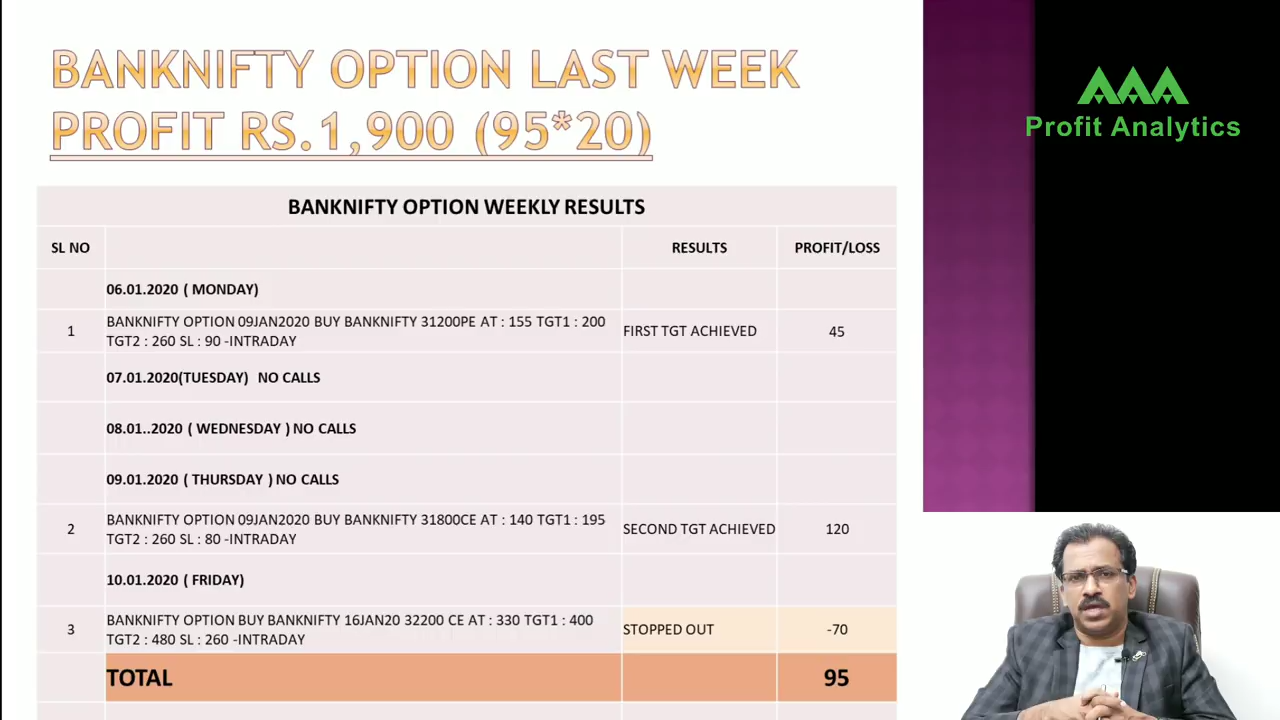 BANKNIFTY OPTION LAST WEEK
PROFIT RS.1,900 (95*20)
Profit Analytics
BANKNIFTY OPTION WEEKLY RESULTS
SL NO RESULTS PROFIT/LOSS
06.01.2020 ( MONDAY)
1 BANKNIFTY OPTION 09JAN2020 BUY BANKNIFTY 31200PE AT : 155 TGT1 : 200
TGT2 : 260 SL : 90 -INTRADAY FIRST TGT ACHIEVED 45
07.01.2020(TUESDAY) NO CALLS
08.01..2020 ( WEDNESDAY ) NO CALLS
09.01.2020 ( THURSDAY ) NO CALLS
2 BANKNIFTY OPTION 09JAN2020 BUY BANKNIFTY 31800CE AT : 140 TGT1 : 195
TGT2 : 260 SL : 80 -INTRADAY SECOND TGT ACHIEVED 120
10.01.2020 ( FRIDAY)
3 BANKNIFTY OPTION BUY BANKNIFTY 16JAN20 32200 CE AT : 330 TGT1 : 400
TGT2 : 480 SL : 260 -INTRADAY STOPPED OUT -70
TOTAL 95